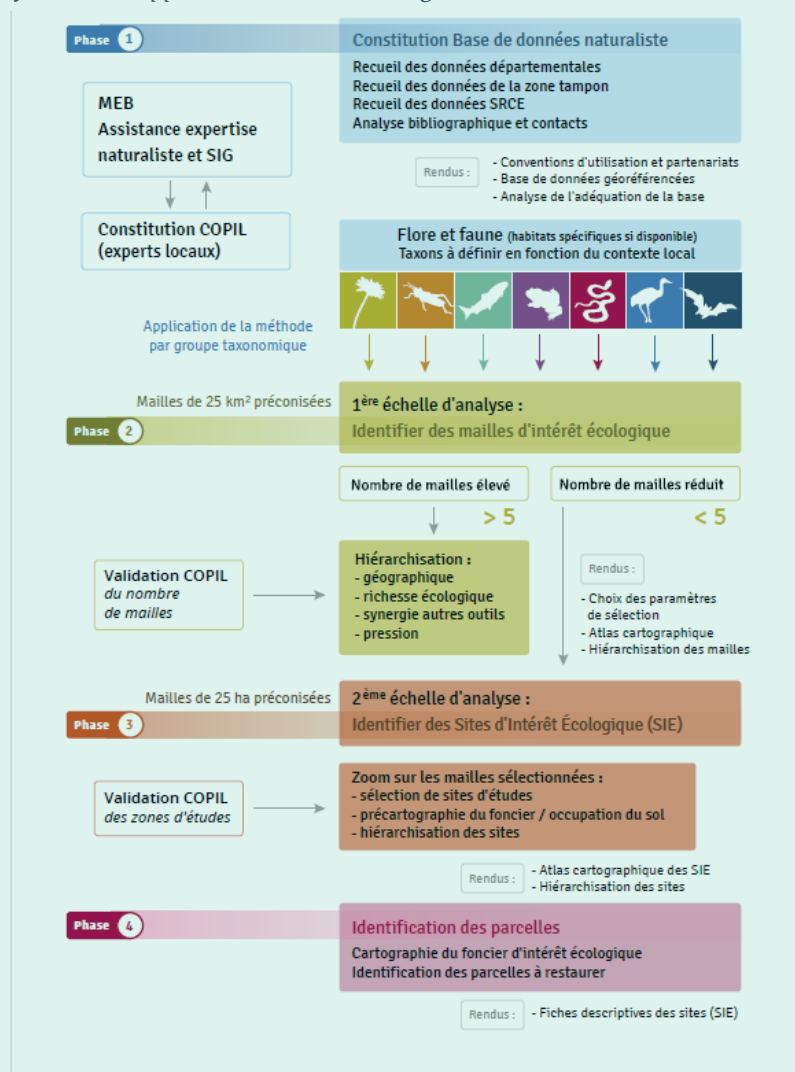 Phase 1
Constitution Base de données naturaliste
Recueil des données départementales
Recueil des données de la zone tampon
Recueil des données SRCE
Analyse bibliographique et contacts
MEB
Assistance expertise
naturaliste et SIG
Rendus :
- Conventions d'utilisation et partenariats
- Base de données géoréférencées
- Analyse de l'adéquation de la base
Constitution COPIL
(experts locaux)
Flore et faune (habitats spécifiques si disponible)
Taxons à définir en fonction du contexte local
Application de la méthode
par groupe taxonomique
Mailles de 25 km² préconisées
Phase 2
1ère échelle d'analyse :
Identifier des mailles d'intérêt écologique
Nombre de mailles élevé
> 5
Nombre de mailles réduit
< 5
Validation COPIL
du nombre
de mailles
Hiérarchisation :
- géographique
- richesse écologique
- synergie autres outils
- pression
Rendus :
- Choix des paramètres
de sélection
- Atlas cartographique
- Hiérarchisation des mailles
Mailles de 25 ha préconisées
Phase 3
2ème échelle d'analyse :
Identifier des Sites d'Intérêt Écologique (SIE)
Validation COPIL
des zones d'études
Zoom sur les mailles sélectionnées :
- sélection de sites d'études
- précartographie du foncier / occupation du sol
- hiérarchisation des sites
Rendus :
- Atlas cartographique des SIE
- Hiérarchisation des sites
Phase 4
Identification des parcelles
Cartographie du foncier d'intérêt écologique
Identification des parcelles à restaurer
Rendus :
- Fiches descriptives des sites (SIE)